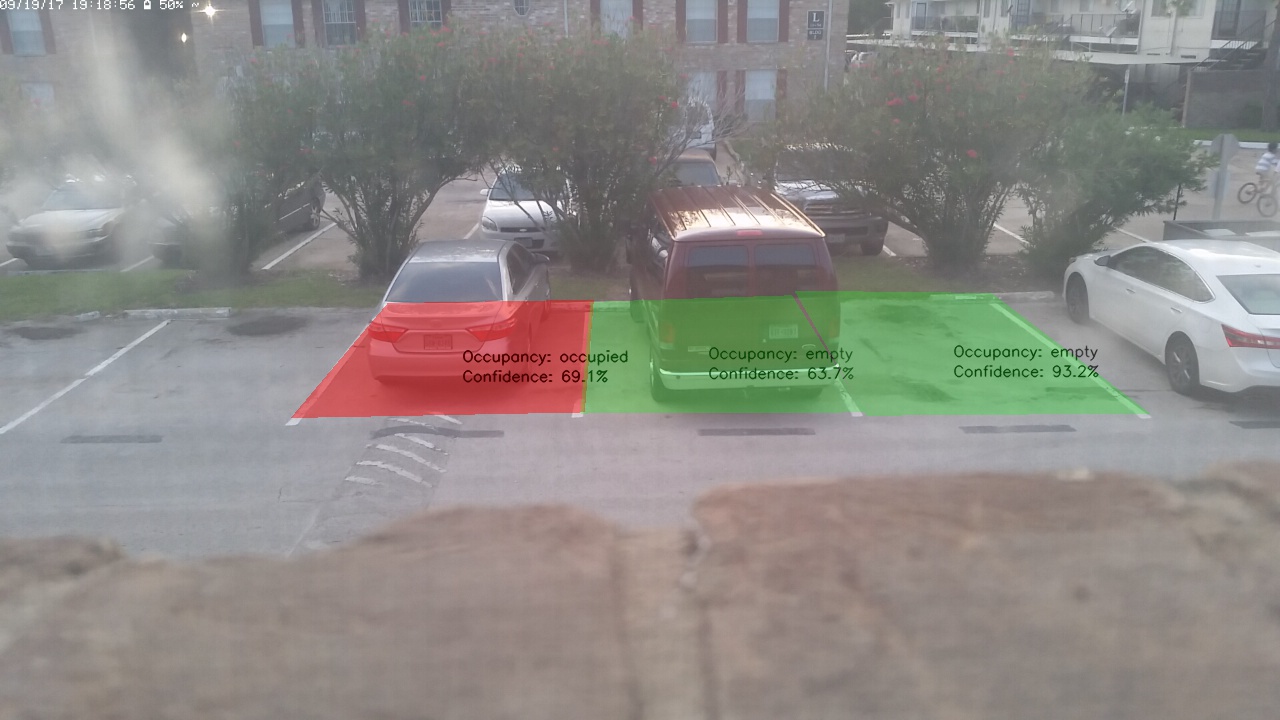 09/19/17 19:18:56 50% ~
L
Occupancy: occupied
Confidence: 69.1%
Occupancy: empty
Confidence: 63.7%
Occupancy: empty
Confidence: 93.2%